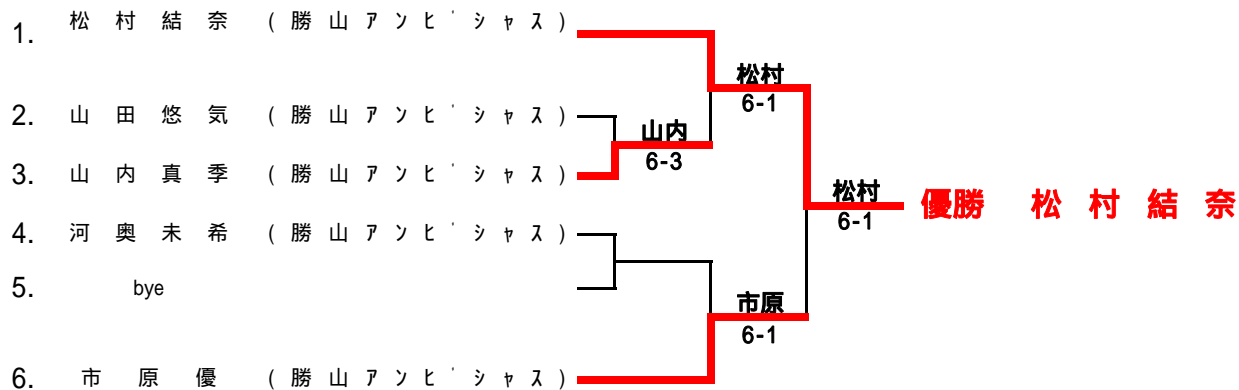 1. 松村結奈 (勝山ｱﾝﾋﾞｼｬｽ)
松村
6-1
2. 山田悠気 (勝山ｱﾝﾋﾞｼｬｽ)
山内
6-3
3. 山内真季 (勝山ｱﾝﾋﾞｼｬｽ)
松村
6-1
優勝 松村結奈
4. 河奥未希 (勝山ｱﾝﾋﾞｼｬｽ)
5. bye
市原
6-1
6. 市原優 (勝山ｱﾝﾋﾞｼｬｽ)